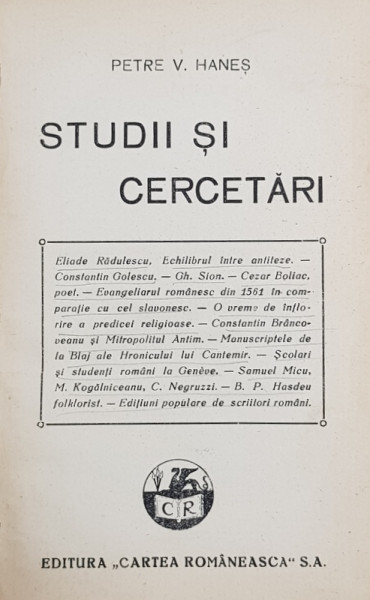 PETRE V. HANEȘ
STUDII ȘI
CERCETĂRI
Eliade Rădulescu, Echilibrul între antiteze. —
Constantin Golescu. — Gh. Sion. — Cezar Boliac,
poet. — Evangeliarul românesc din 1561 în com-
parație cu cel slavonesc. — O vreme de înflo-
rire a predicei religioase. — Constantin Brânco-
veanu și Mitropolitul Antim. — Manuscriptele de
la Blaj ale Hronicului lui Cantemir. — Școlari
și studenți români la Genève. — Samuel Micu,
M. Kogălniceanu, C. Negruzzi. — B. P. Hasdeu
folklorist. — Edițiuni populare de scriitori români.
C R
EDITURA „CARTEA ROMÂNEASCA“ S.A.